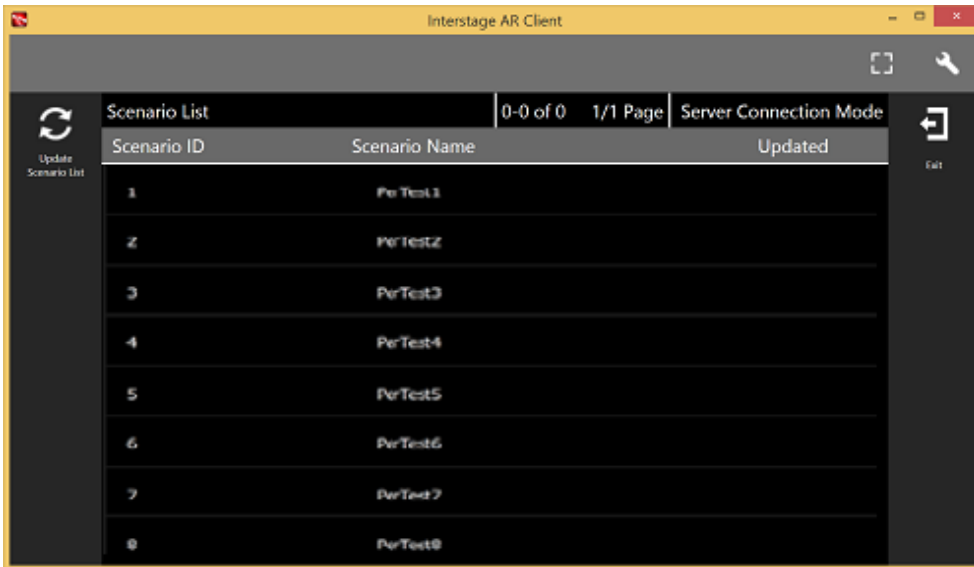 Interstage AR Client
Scenario List 0-0 of 0 1/1 Page Server Connection Mode
Update
Scenario List
Exit
Scenario ID Scenario Name Updated
1 PerTest1
2 PerTest2
3 PerTest3
4 PerTest4
5 PerTest5
6 PerTest6
7 PerTest7
8 PerTest8